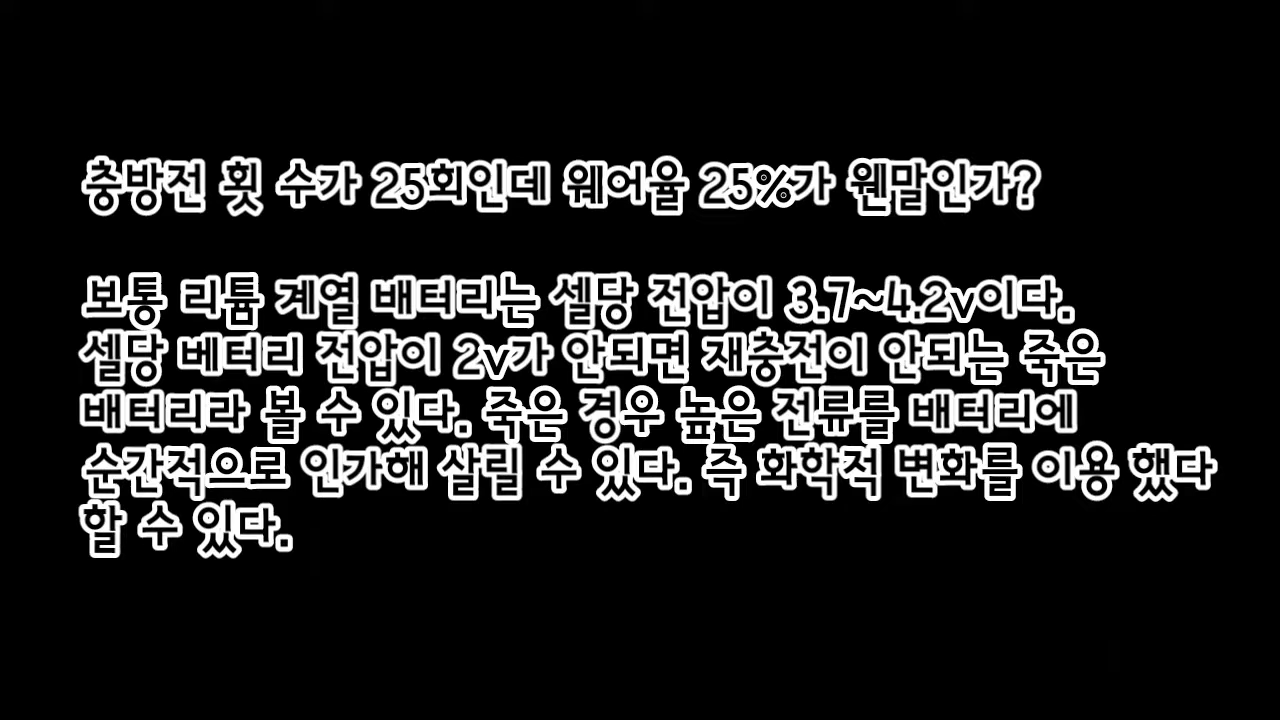 충방전 횟 수가 25회인데 웨어율 25%가 웬말인가?
보통 리튬 계열 배터리는 셀당 전압이 3.7~4.2v이다.
셀당 베터리 전압이 2v가 안되면 재충전이 안되는 죽은
배터리라 볼 수 있다. 죽은 경우 높은 전류를 배터리에
순간적으로 인가해 살릴 수 있다. 즉 화학적 변화를 이용 했다
할 수 있다.